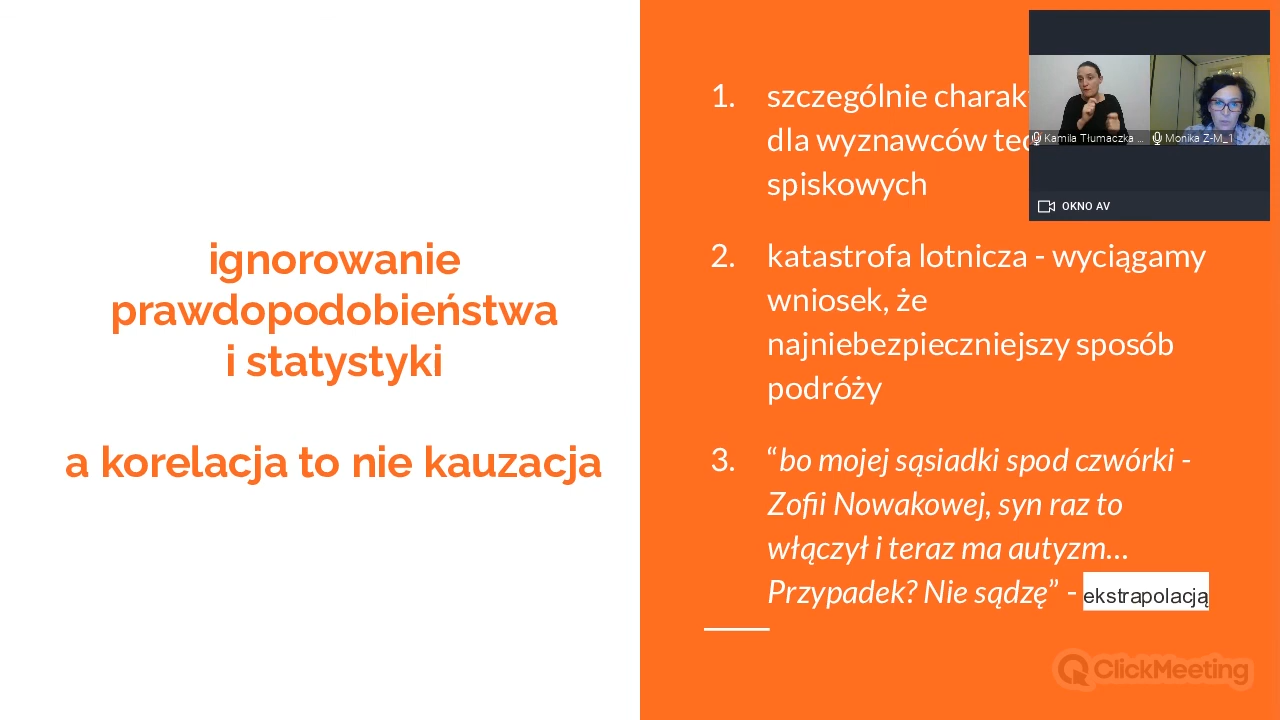 ignorowanie
prawdopodobieństwa
i statystyki
a korelacja to nie kauzacja
1. szczególnie
dla wyznawców
spiskowych
2. katastrofa lotnicza - wyciągamy
wniosek, że
najniebezpieczniejszy sposób
podróży
3. “bo mojej sąsiadki spod czwórki -
Zofii Nowakowej, syn raz to
włączył i teraz ma autyzm...
Przypadek? Nie sądzę” - ekstrapolacją
Kamila Tłumaczka ...
Monika Z-M_1
OKNO AV
ClickMeeting